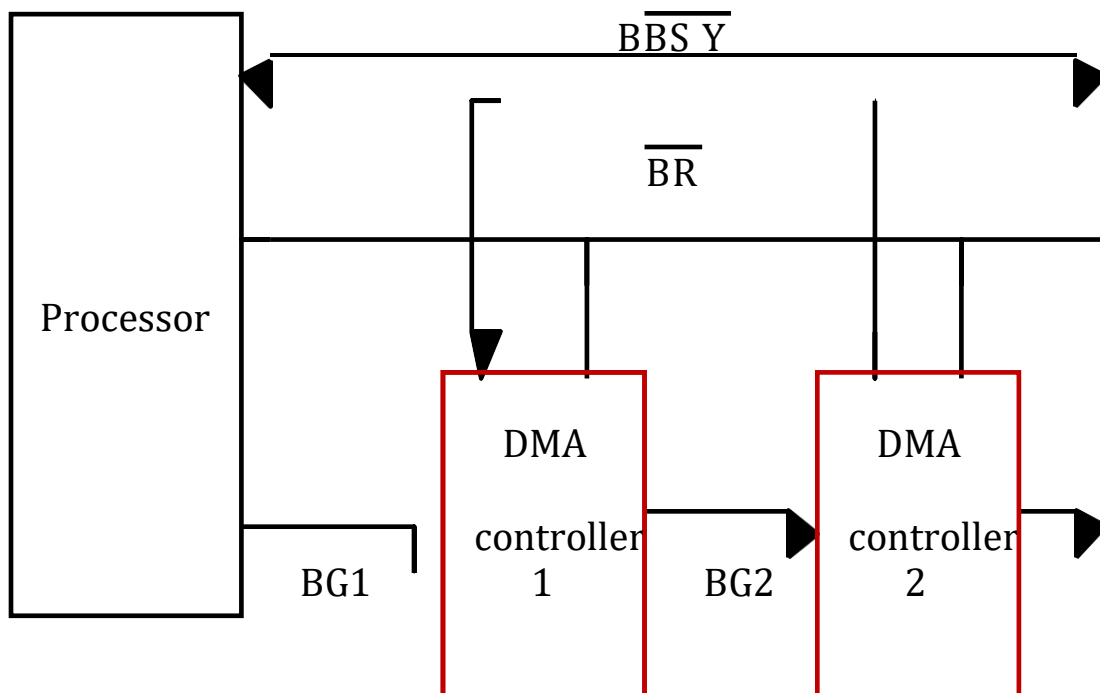 BBS Y
BR
Processor
DMA
controller
1
DMA
controller
2
BG1
BG2